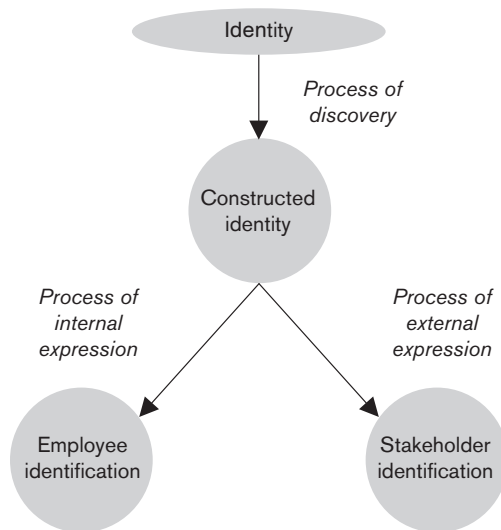 Identity
Process of
discovery
Constructed
identity
Process of
internal
expression
Process of
external
expression
Employee
identification
Stakeholder
identification